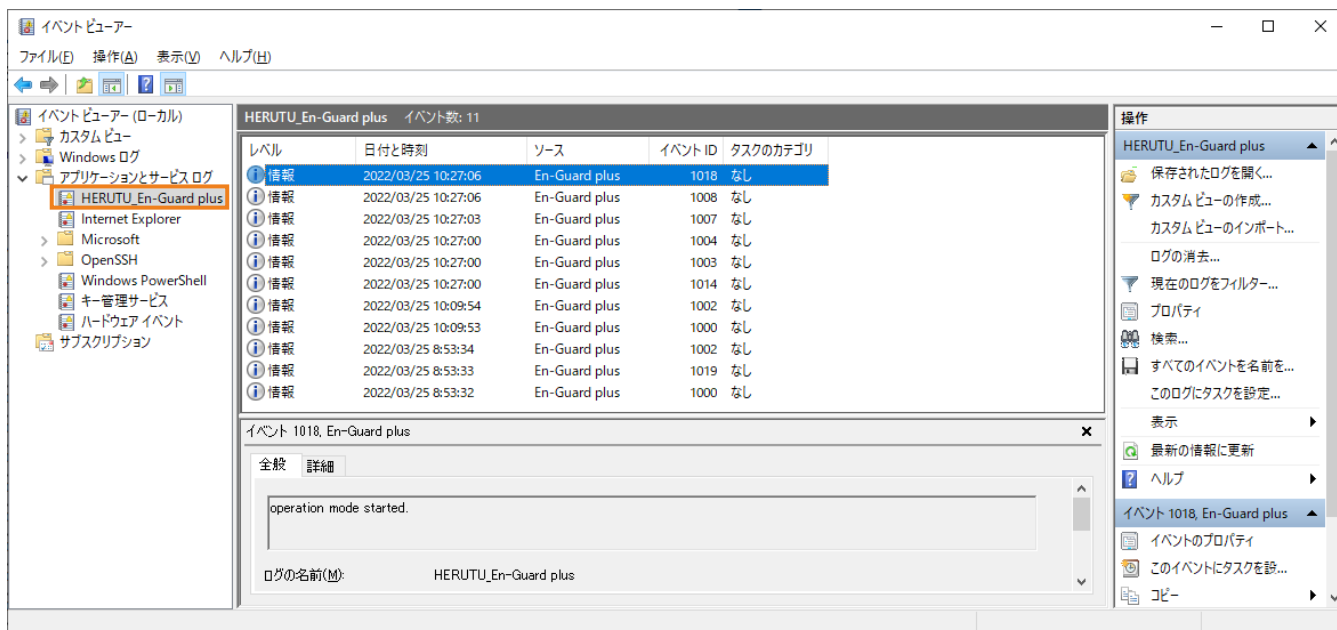 イベント ビューアー
ファイル(F) 操作(A) 表示(V) ヘルプ(H)
イベント ビューアー (ローカル)
カスタム ビュー
Windows ログ
アプリケーションとサービス ログ
HERUTU_En-Guard plus
Internet Explorer
Microsoft
OpenSSH
Windows PowerShell
キー管理サービス
ハードウェア イベント
サブスクリプション
HERUTU_En-Guard plus イベント数: 11
レベル 日付と時刻 ソース イベント ID タスクのカテゴリ
情報 2022/03/25 10:27:06 En-Guard plus 1018 なし
情報 2022/03/25 10:27:06 En-Guard plus 1008 なし
情報 2022/03/25 10:27:03 En-Guard plus 1007 なし
情報 2022/03/25 10:27:00 En-Guard plus 1004 なし
情報 2022/03/25 10:27:00 En-Guard plus 1003 なし
情報 2022/03/25 10:27:00 En-Guard plus 1014 なし
情報 2022/03/25 10:09:54 En-Guard plus 1002 なし
情報 2022/03/25 10:09:53 En-Guard plus 1000 なし
情報 2022/03/25 8:53:34 En-Guard plus 1002 なし
情報 2022/03/25 8:53:33 En-Guard plus 1019 なし
情報 2022/03/25 8:53:32 En-Guard plus 1000 なし
イベント 1018, En-Guard plus
全般 詳細
operation mode started.
ログの名前(M): HERUTU_En-Guard plus
操作
HERUTU_En-Guard plus
保存されたログを開く...
カスタム ビューの作成...
カスタム ビューのインポート...
ログの消去...
現在のログをフィルター...
プロパティ
検索...
すべてのイベントを名前を...
このログにタスクを設定...
表示
最新の情報に更新
ヘルプ
イベント 1018, En-Guard plus
イベントのプロパティ
このイベントにタスクを設...
コピー